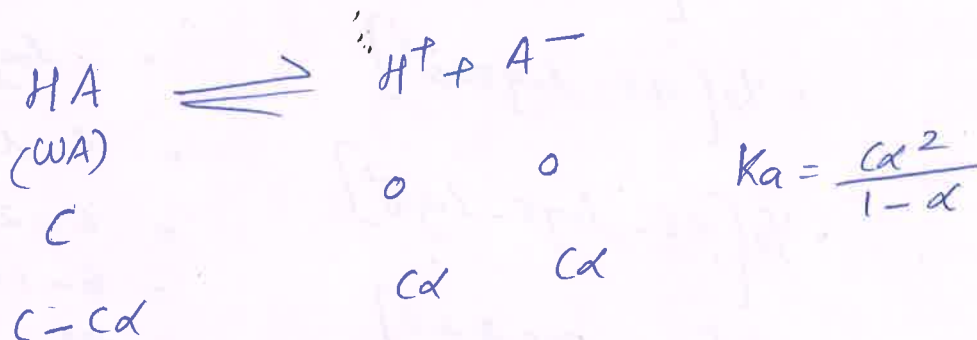 HA ⇌ H⁺ + A⁻
(WA)
C 0 0
C - Cα Cα Cα
Ka = Cα² / 1 - α